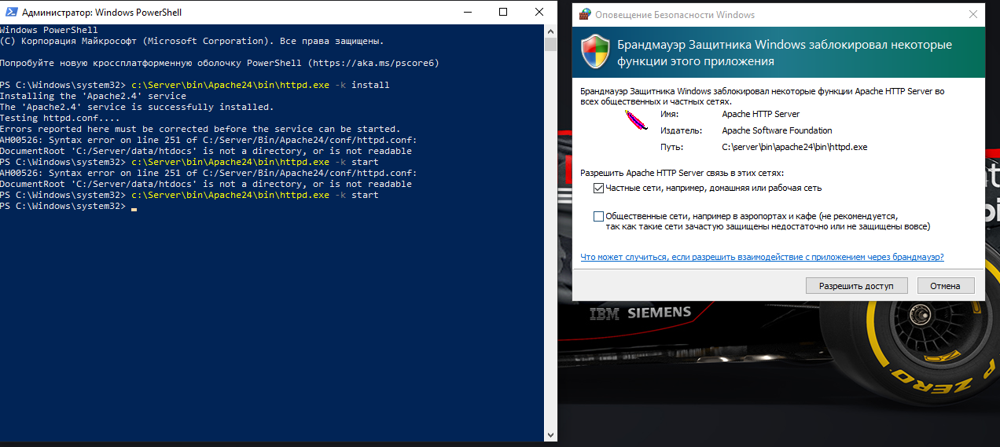 Администратор: Windows PowerShell
Windows PowerShell
(C) Корпорация Майкрософт (Microsoft Corporation). Все права защищены.
Попробуйте новую кроссплатформенную оболочку PowerShell (https://aka.ms/pscore6)
PS C:\Windows\system32> c:\Server\bin\Apache24\bin\httpd.exe -k install
Installing the 'Apache2.4' service
The 'Apache2.4' service is successfully installed.
Testing httpd.conf....
Errors reported here must be corrected before the service can be started.
AH00526: Syntax error on line 251 of C:/Server/Bin/Apache24/conf/httpd.conf:
DocumentRoot 'C:/Server/data/htdocs' is not a directory, or is not readable
PS C:\Windows\system32> c:\Server\bin\Apache24\bin\httpd.exe -k start
AH00526: Syntax error on line 251 of C:/Server/Bin/Apache24/conf/httpd.conf:
DocumentRoot 'C:/Server/data/htdocs' is not a directory, or is not readable
PS C:\Windows\system32> c:\Server\bin\Apache24\bin\httpd.exe -k start
PS C:\Windows\system32>
Оповещение Безопасности Windows
Брандмауэр Защитника Windows заблокировал некоторые
функции этого приложения
Брандмауэр Защитника Windows заблокировал некоторые функции Apache HTTP Server во
всех общественных и частных сетях.
Имя: Apache HTTP Server
Издатель: Apache Software Foundation
Путь: C:\server\bin\apache24\bin\httpd.exe
Разрешить Apache HTTP Server связь в этих сетях:
Частные сети, например, домашняя или рабочая сеть
Общественные сети, например в аэропортах и кафе (не рекомендуется,
так как такие сети зачастую защищены недостаточно или не защищены вовсе)
Что может случиться, если разрешить взаимодействие с приложением через брандмауэр?
Разрешить доступ Отмена
IBM SIEMENS
P ZERO